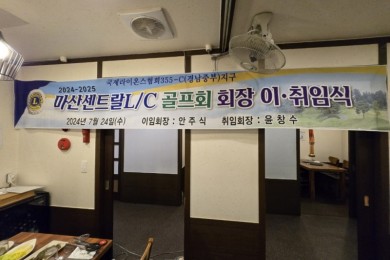 국제라이온스협회355-C(경남중부)지구
2024-2025
마산센트랄L/C 골프회 회장 이·취임식
2024년 7월 24일(수) 이임회장 : 안주식 취임회장 : 윤창수